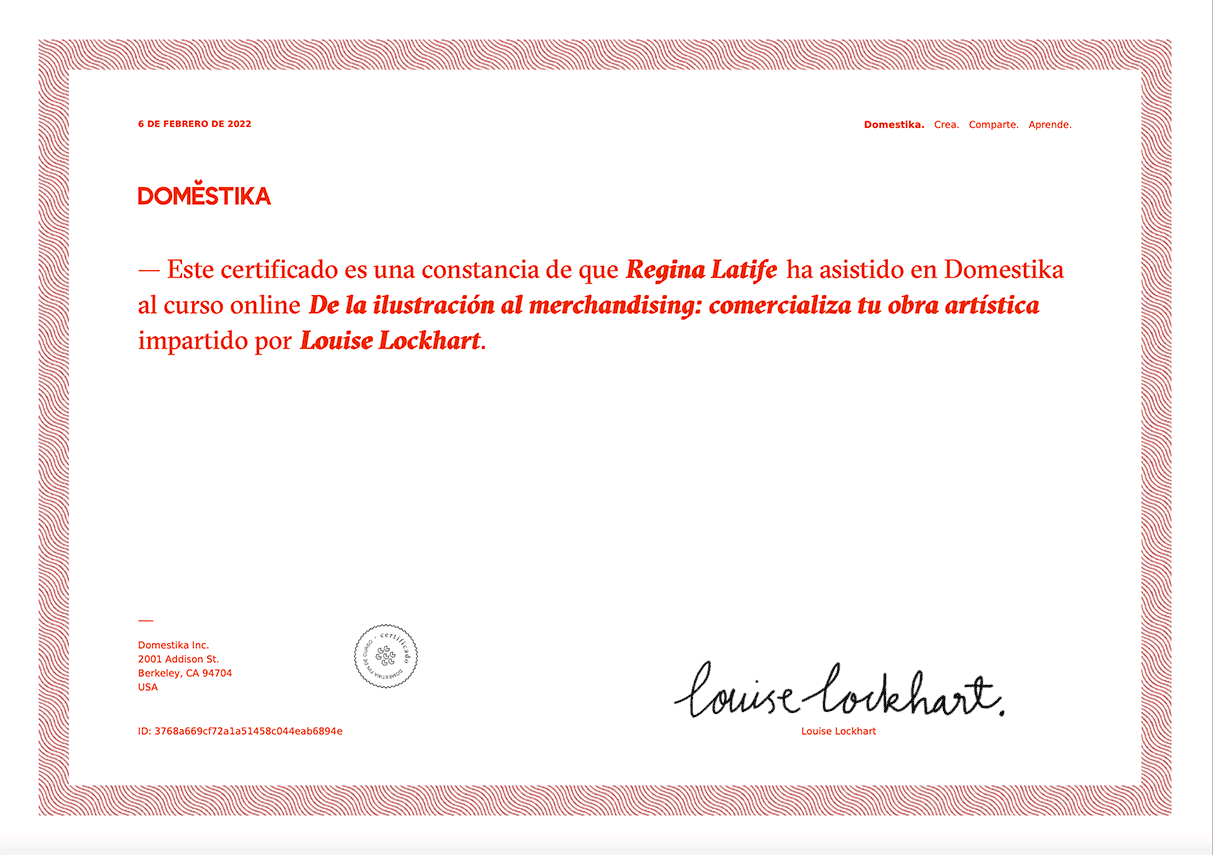 6 DE FEBRERO DE 2022
Domestika. Crea. Comparte. Aprende.
DOMĚSTIKA
— Este certificado es una constancia de que Regina Latife ha asistido en Domestika
al curso online De la ilustración al merchandising: comercializa tu obra artística
impartido por Louise Lockhart.
—
Domestika Inc.
2001 Addison St.
Berkeley, CA 94704
USA
certificado · DOMESTIKA FIN DE CURSO ·
louise lockhart.
ID: 3768a669cf72a1a51458c044eab6894e
Louise Lockhart